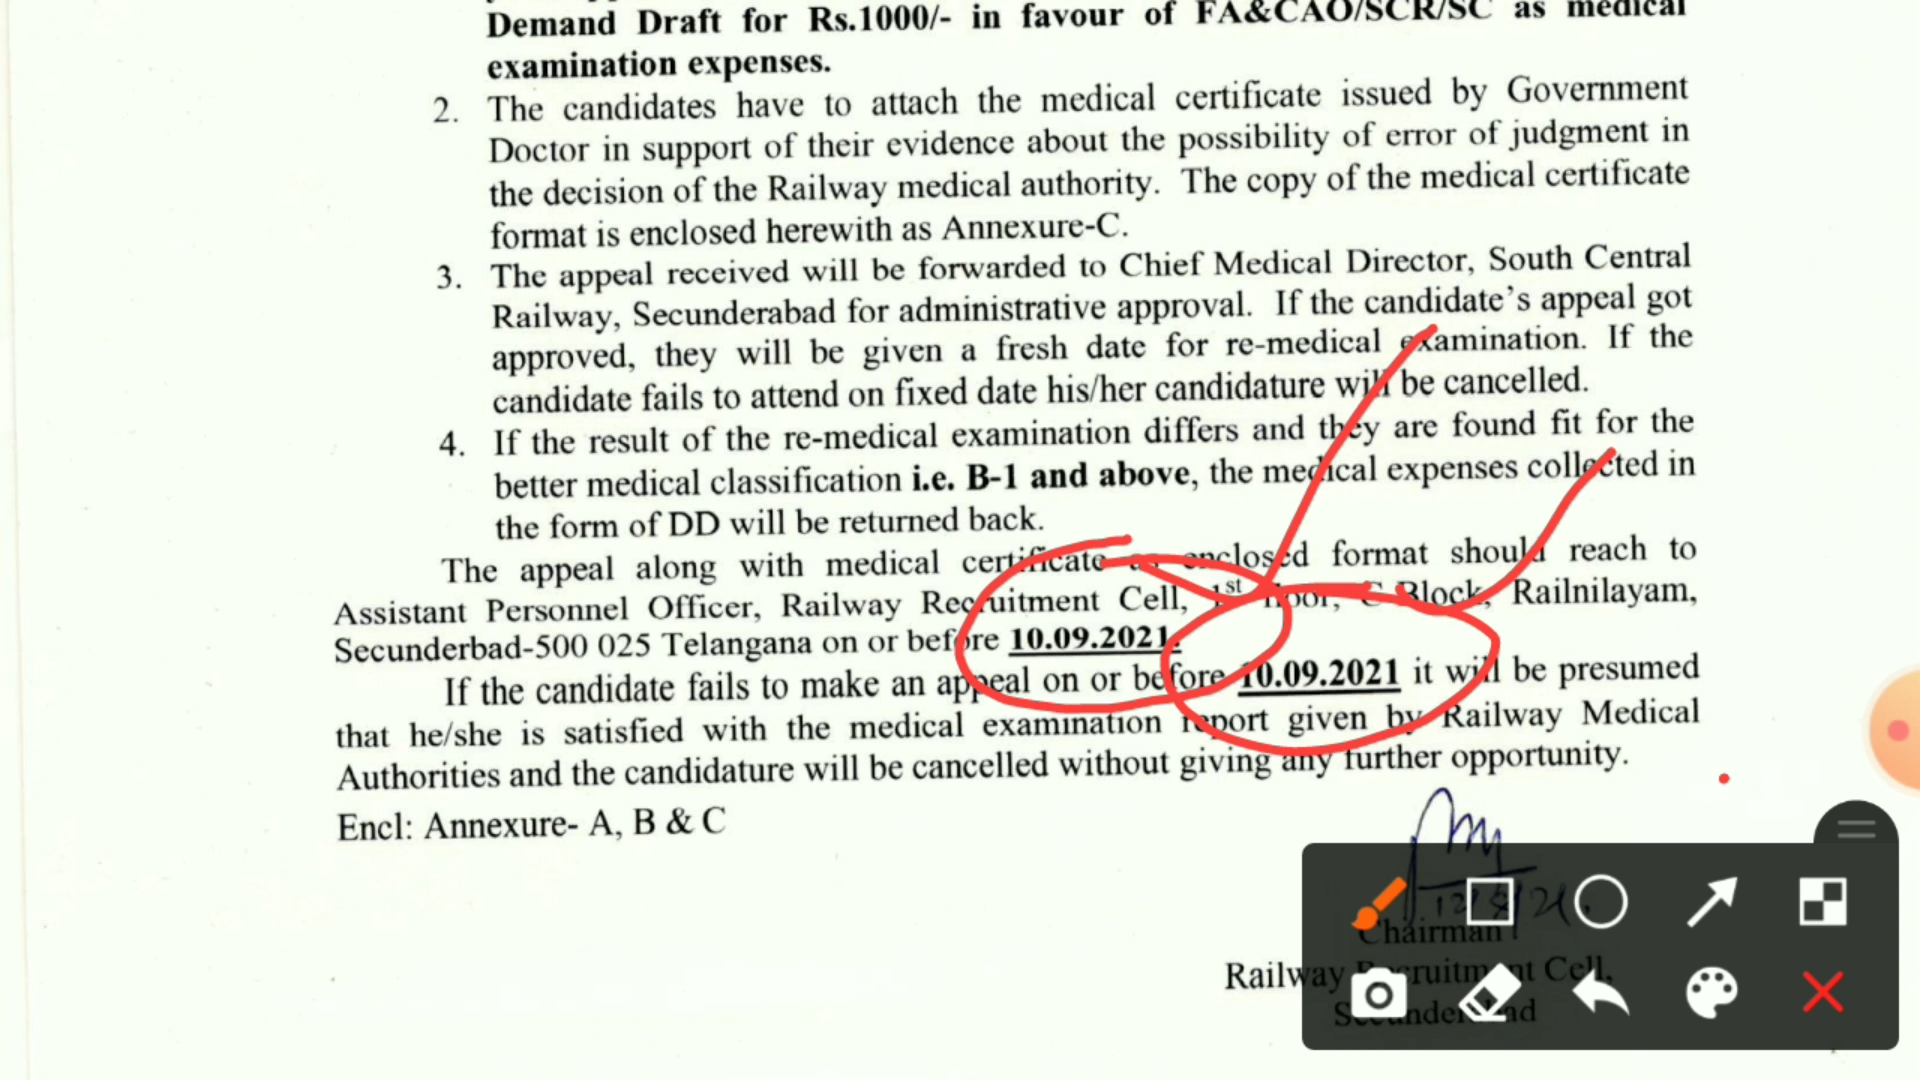 Demand Draft for Rs.1000/- in favour of FA&CAO/SCR/SC as medical
examination expenses.
2. The candidates have to attach the medical certificate issued by Government
Doctor in support of their evidence about the possibility of error of judgment in
the decision of the Railway medical authority. The copy of the medical certificate
format is enclosed herewith as Annexure-C.
3. The appeal received will be forwarded to Chief Medical Director, South Central
Railway, Secunderabad for administrative approval. If the candidate's appeal got
approved, they will be given a fresh date for re-medical examination. If the
candidate fails to attend on fixed date his/her candidature will be cancelled.
4. If the result of the re-medical examination differs and they are found fit for the
better medical classification i.e. B-1 and above, the medical expenses collected in
the form of DD will be returned back.
The appeal along with medical certificate as enclosed format should reach to
Assistant Personnel Officer, Railway Recruitment Cell, 1st floor, C Block, Railnilayam,
Secunderbad-500 025 Telangana on or before 10.09.2021.
If the candidate fails to make an appeal on or before 10.09.2021 it will be presumed
that he/she is satisfied with the medical examination report given by Railway Medical
Authorities and the candidature will be cancelled without giving any further opportunity.
Encl: Annexure- A, B & C
Chairman
Railway Recruitment Cell,
Secunderabad